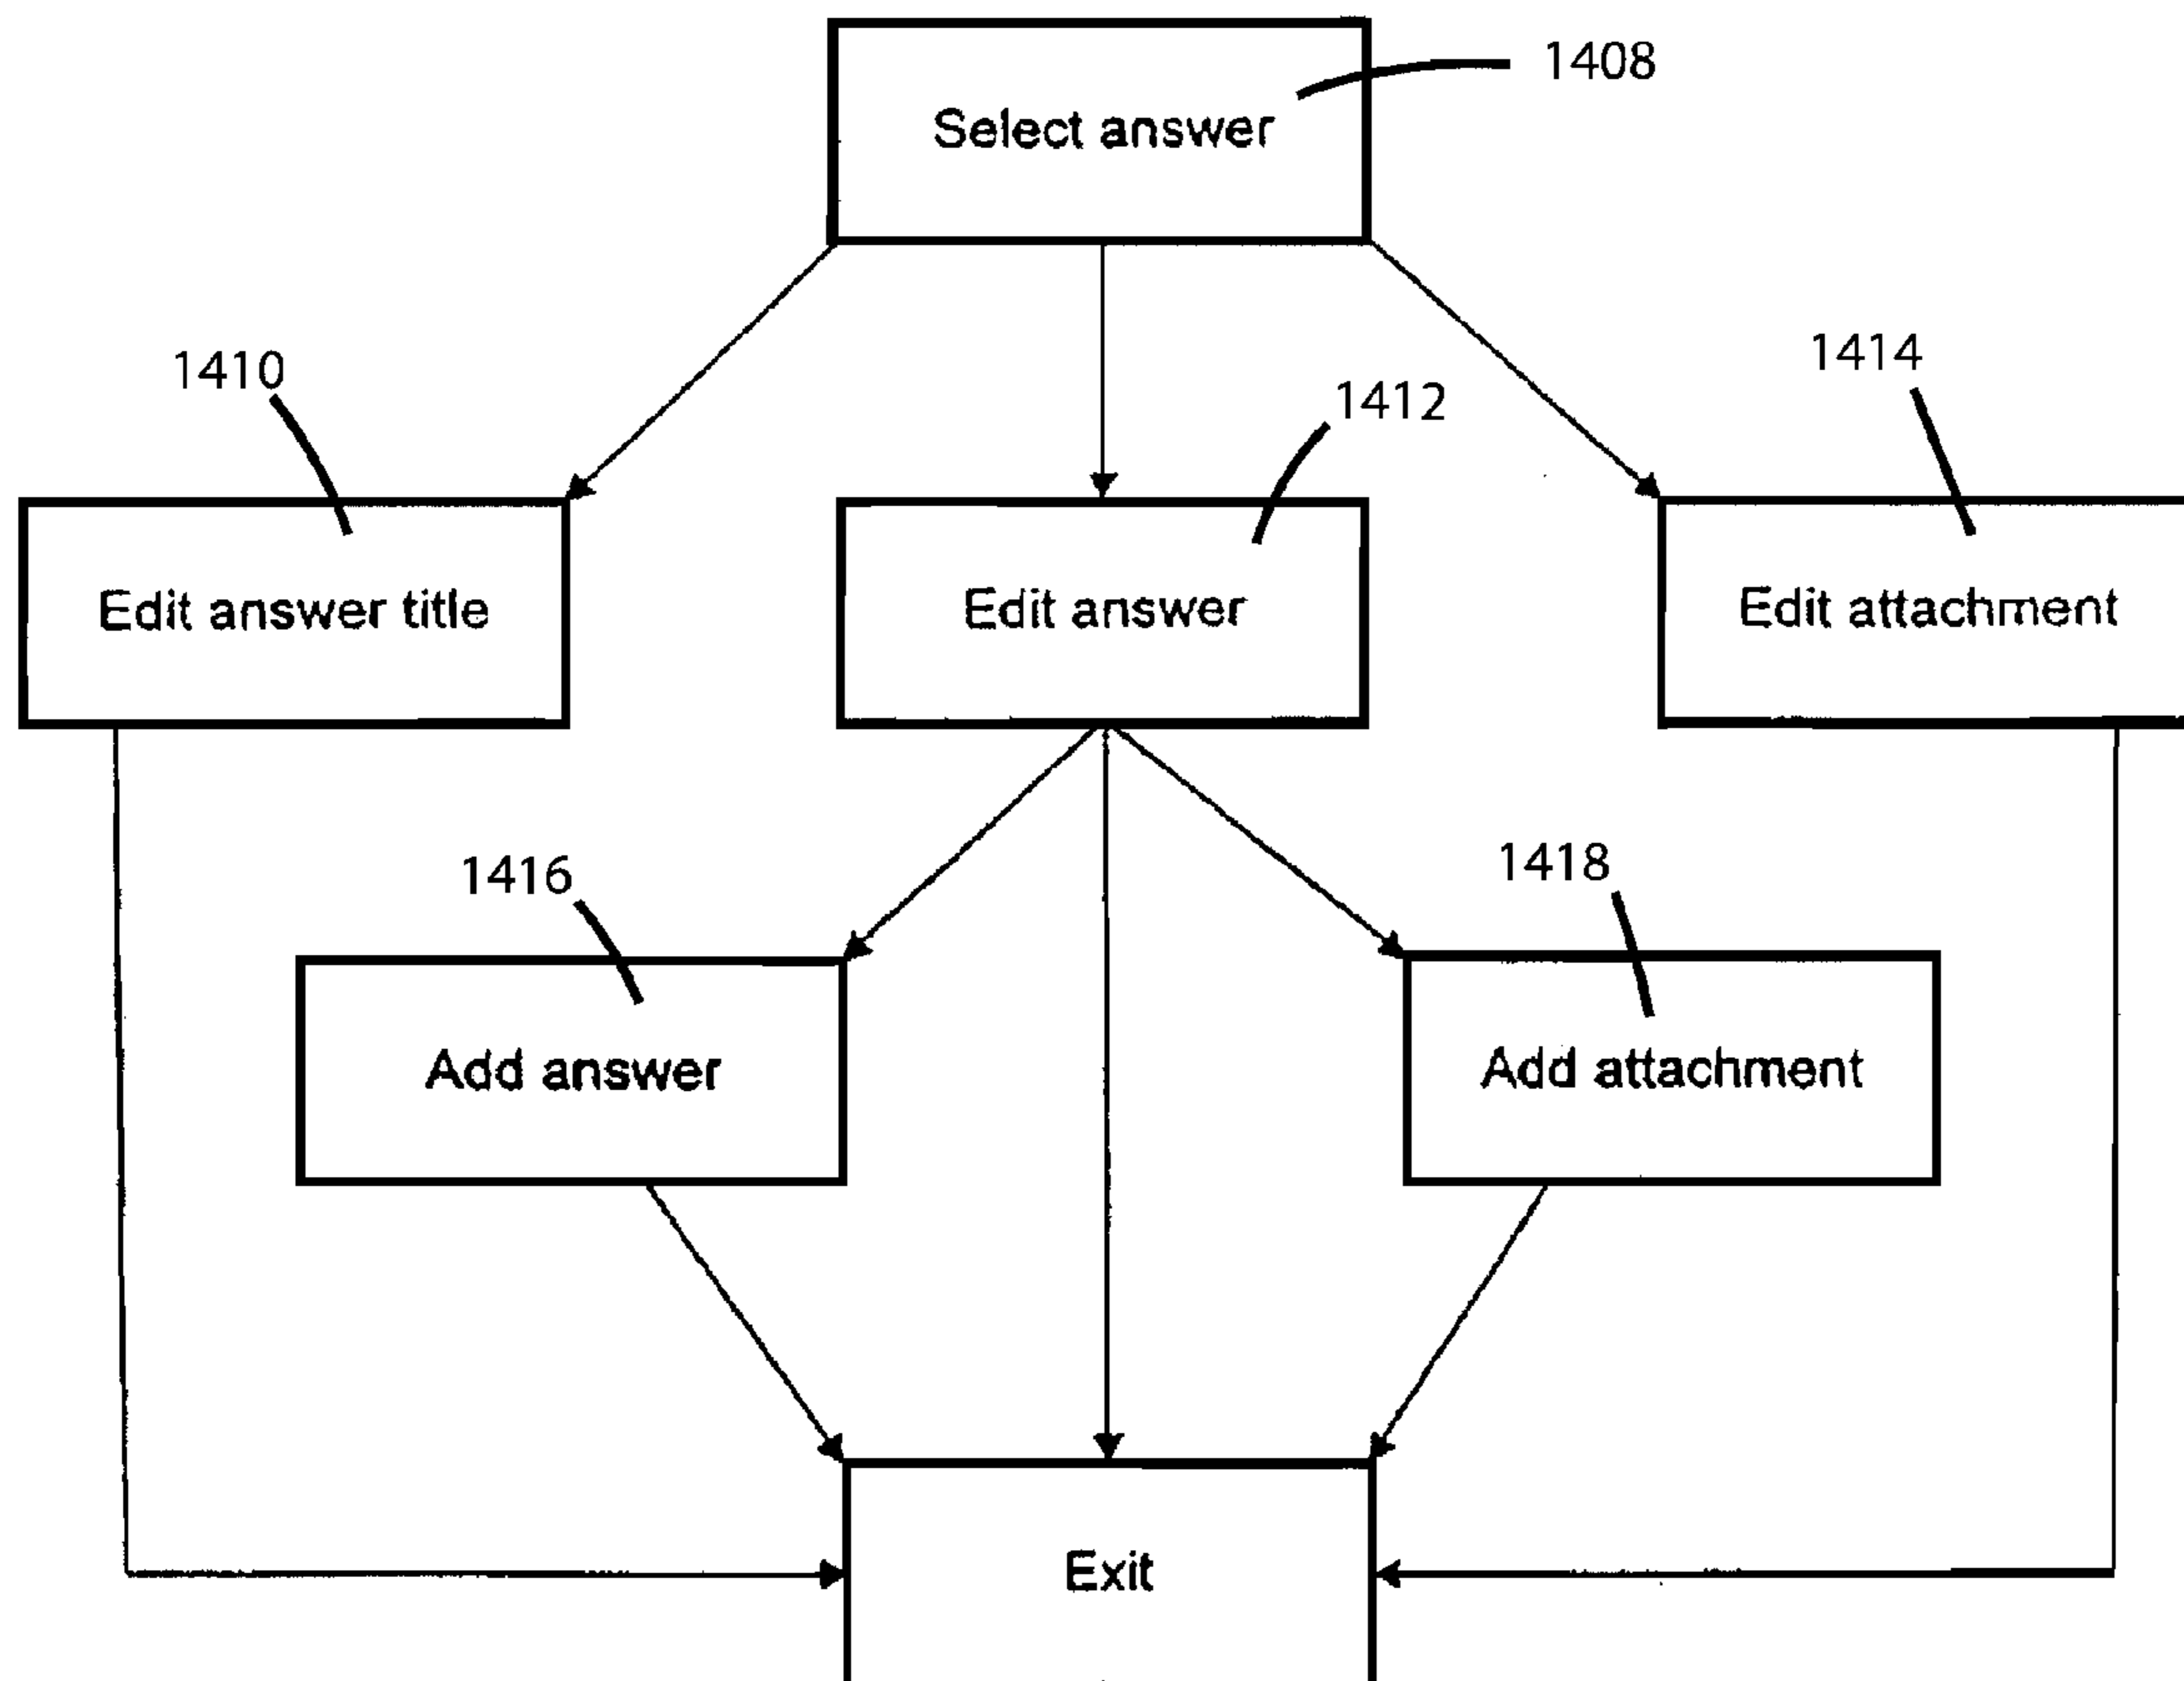 1408
Select answer
1410
1412
1414
Edit answer title
Edit answer
Edit attachment
1416
1418
Add answer
Add attachment
Exit